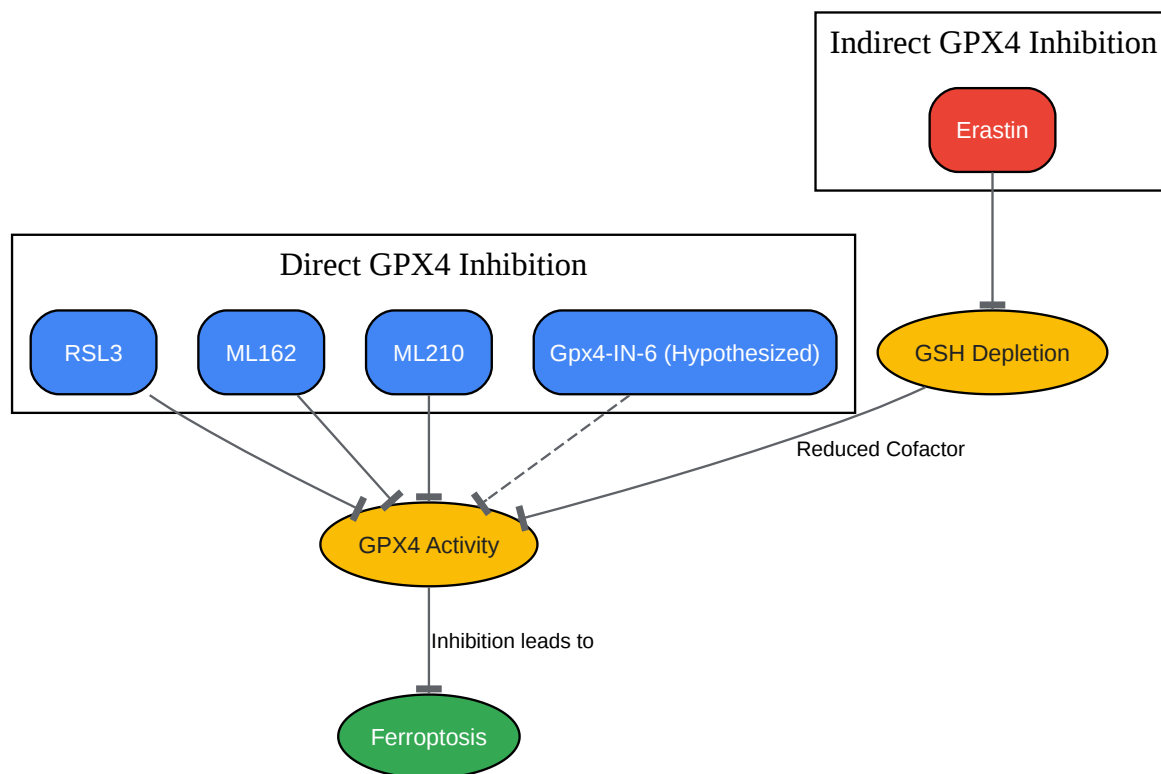 Indirect GPX4 Inhibition
Erastin
Direct GPX4 Inhibition
RSL3
ML162
ML210
Gpx4-IN-6 (Hypothesized)
GSH Depletion
Reduced Cofactor
GPX4 Activity
Inhibition leads to
Ferroptosis